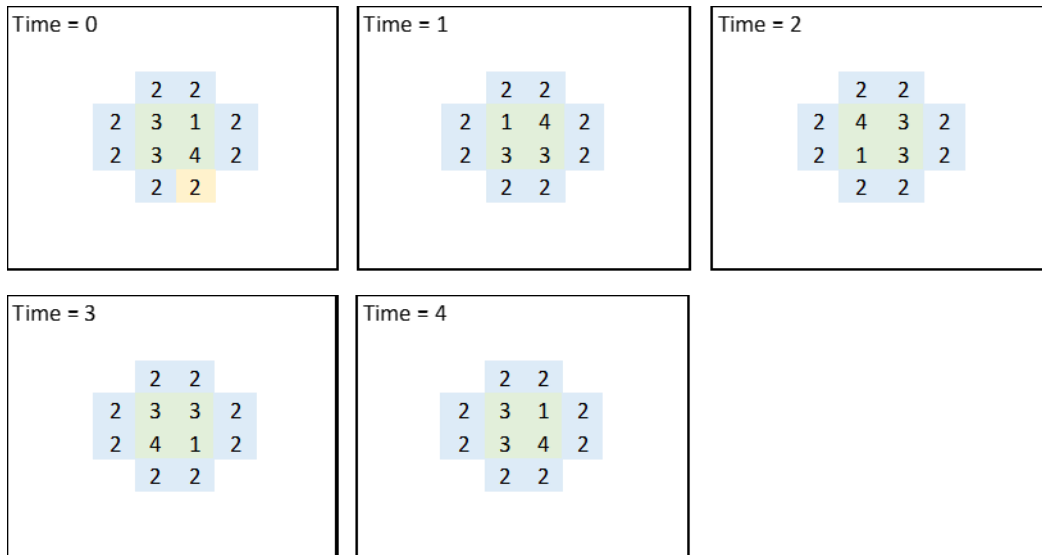 Time = 0
2 2
2 3 1 2
2 3 4 2
2 2
Time = 1
2 2
2 1 4 2
2 3 3 2
2 2
Time = 2
2 2
2 4 3 2
2 1 3 2
2 2
Time = 3
2 2
2 3 3 2
2 4 1 2
2 2
Time = 4
2 2
2 3 1 2
2 3 4 2
2 2